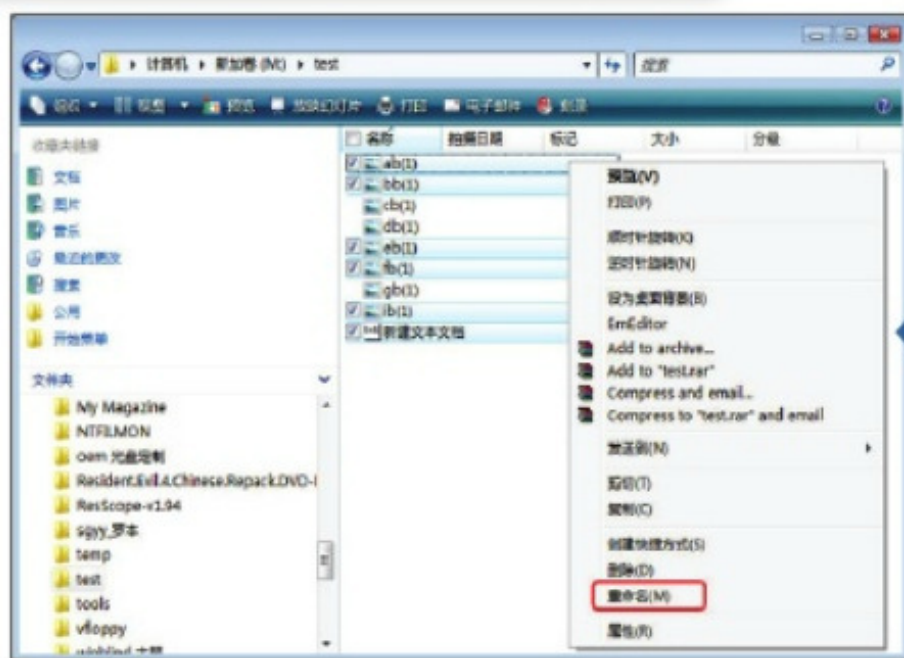 计算机 ▸ 新加卷 (M:) ▸ test
搜索
组织 视图 预览 放映幻灯片 打印 电子邮件 刻录
收藏夹链接
文档
图片
音乐
最近的更改
搜索
公用
开始菜单
文件夹
My Magazine
NTFILMON
oem 光盘定制
Resident.Evil.4.Chinese.Repack.DVD-
ResScope-v1.94
sgyy_罗本
temp
test
tools
vfloppy
名称 拍摄日期 标记 大小 分级
ab(1)
bb(1)
cb(1)
db(1)
eb(1)
fb(1)
gb(1)
ib(1)
新建文本文档
预览(V)
打印(P)
顺时针旋转(K)
逆时针旋转(N)
设为桌面背景(B)
EmEditor
Add to archive...
Add to "test.rar"
Compress and email...
Compress to "test.rar" and email
发送到(N)
剪切(T)
复制(C)
创建快捷方式(S)
删除(D)
重命名(M)
属性(R)